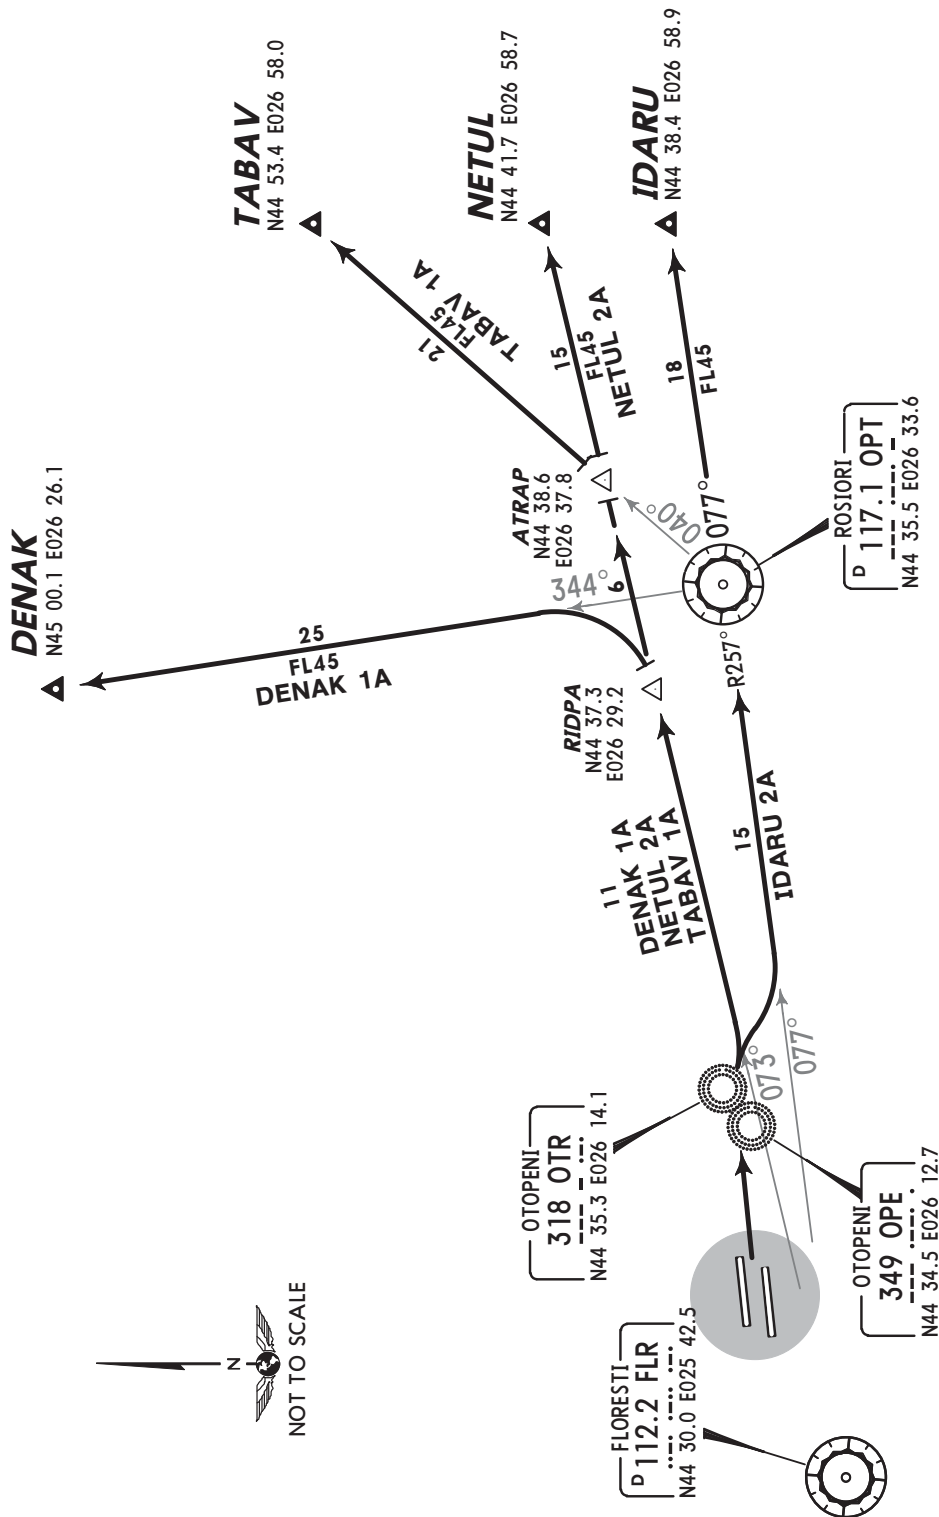 DENAK
N45 00.1 E026 26.1
TABAV
N44 53.4 E026 58.0
NETUL
N44 41.7 E026 58.7
IDARU
N44 38.4 E026 58.9
21
FL45
TABAV 1A
15
FL45
NETUL 2A
18
FL45
077°
25
FL45
DENAK 1A
ATRAP
N44 38.6
E026 37.8
344°
040°
6
RIDPA
N44 37.3
E026 29.2
R257°
ROSIORI
D 117.1 OPT
N44 35.5 E026 33.6
11
DENAK 1A
NETUL 2A
TABAV 1A
15
IDARU 2A
073°
077°
OTOPENI
318 OTR
N44 35.3 E026 14.1
OTOPENI
349 OPE
N44 34.5 E026 12.7
FLORESTI
D 112.2 FLR
N44 30.0 E025 42.5
N
NOT TO SCALE